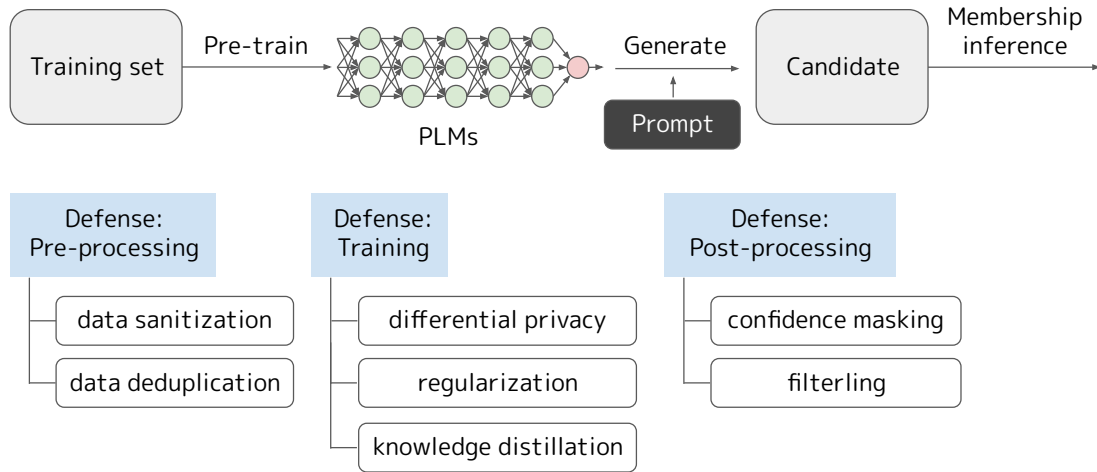 Training set
Pre-train
PLMs
Generate
Prompt
Candidate
Membership
inference
Defense:
Pre-processing
data sanitization
data deduplication
Defense:
Training
differential privacy
regularization
knowledge distillation
Defense:
Post-processing
confidence masking
filterling